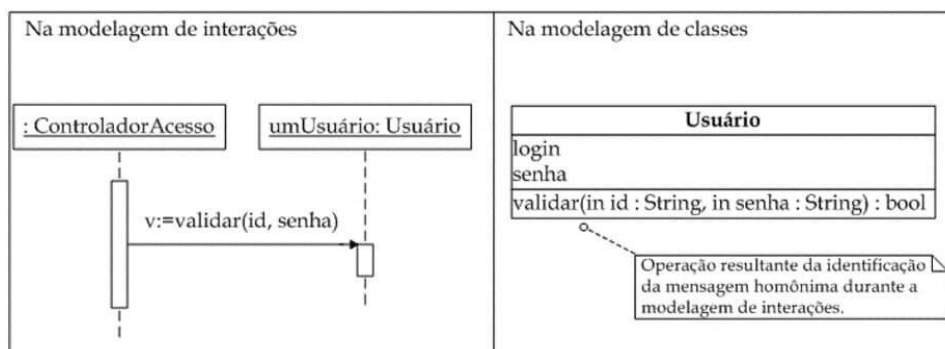 Na modelagem de interações
: ControladorAcesso
umUsuário: Usuário
v:=validar(id, senha)
Na modelagem de classes
Usuário
login
senha
validar(in id : String, in senha : String) : bool
Operação resultante da identificação
da mensagem homônima durante a
modelagem de interações.